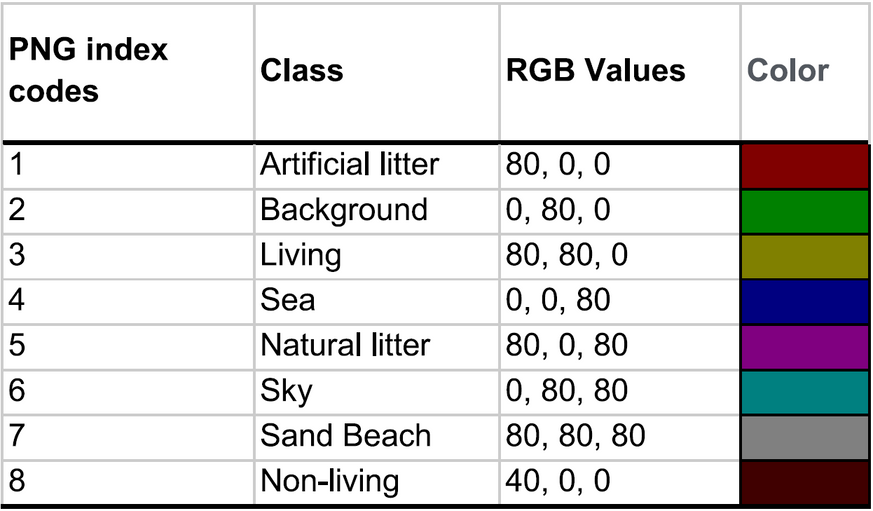 PNG index codes Class RGB Values Color
1 Artificial litter 80, 0, 0
2 Background 0, 80, 0
3 Living 80, 80, 0
4 Sea 0, 0, 80
5 Natural litter 80, 0, 80
6 Sky 0, 80, 80
7 Sand Beach 80, 80, 80
8 Non-living 40, 0, 0